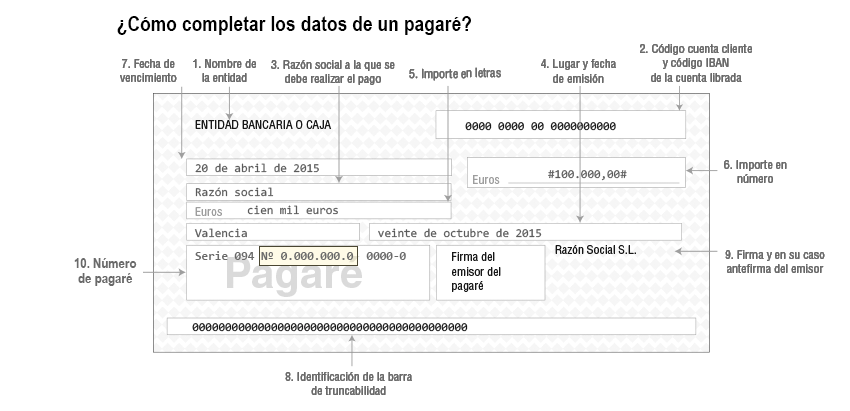 ¿Cómo completar los datos de un pagaré?
7. Fecha de
vencimiento
1. Nombre de
la entidad
3. Razón social a la que se
debe realizar el pago
5. Importe en letras
4. Lugar y fecha
de emisión
2. Código cuenta cliente
y código IBAN
de la cuenta librada
ENTIDAD BANCARIA O CAJA
0000 0000 00 0000000000
20 de abril de 2015
Euros
#100.000,00#
6. Importe en
número
Razón social
Euros cien mil euros
Valencia
veinte de octubre de 2015
Serie 094 Nº 0.000.000.0 0000-0
Pagaré
Firma del
emisor del
pagaré
Razón Social S.L.
9. Firma y en su caso
antefirma del emisor
10. Número
de pagaré
000000000000000000000000000000000000000000
8. Identificación de la barra
de truncabilidad